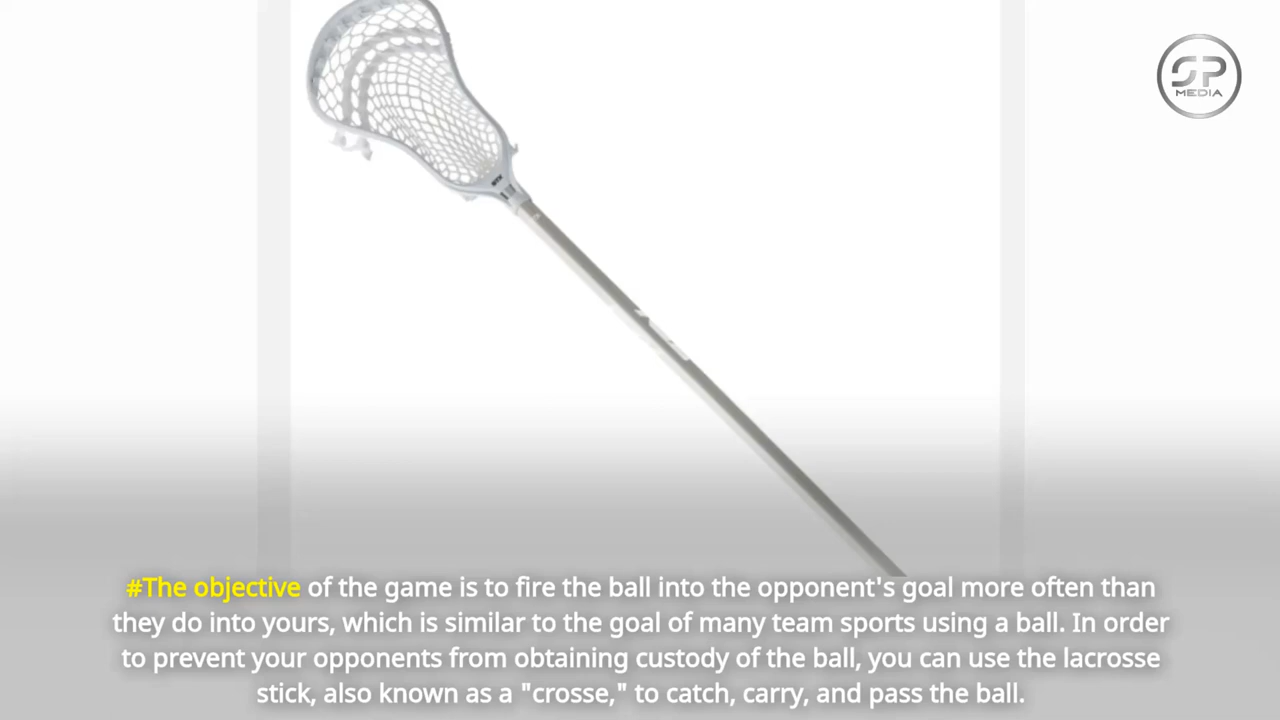 SP
MEDIA
#The objective of the game is to fire the ball into the opponent's goal more often than
they do into yours, which is similar to the goal of many team sports using a ball. In order
to prevent your opponents from obtaining custody of the ball, you can use the lacrosse
stick, also known as a "crosse," to catch, carry, and pass the ball.